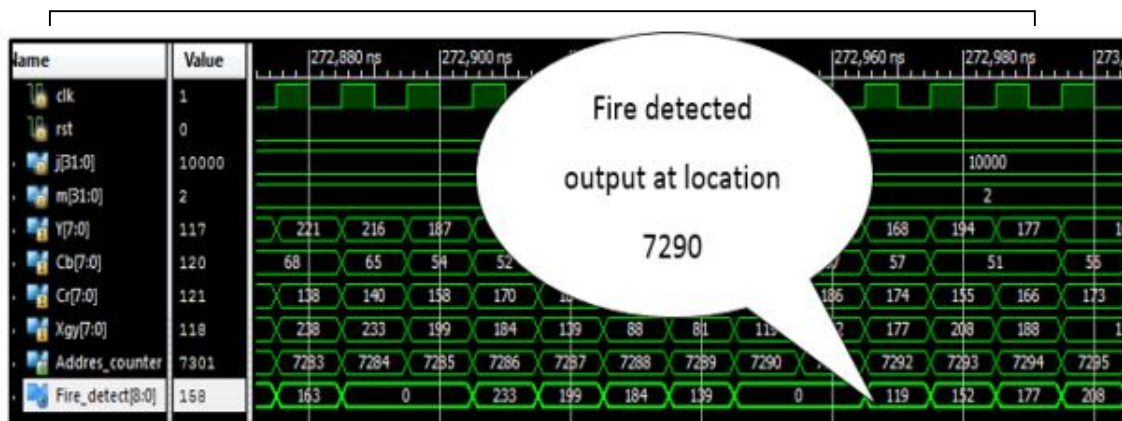 Name Value 272,880 ns 272,900 ns 272,960 ns 272,980 ns 273,
clk 1
rst 0
j[31:0] 10000 10000
m[31:0] 2 2
Y[7:0] 117 221 216 187 168 194 177
Cb[7:0] 120 68 65 54 52 57 51 55
Cr[7:0] 121 138 140 158 170 186 174 155 166 173
Xgy[7:0] 118 238 233 199 184 139 88 81 177 208 188
Addres_counter 7301 7283 7284 7285 7286 7287 7288 7289 7290 7292 7293 7294 7295
Fire_detect[8:0] 158 163 0 233 199 184 139 0 119 152 177 208
Fire detected
output at location
7290